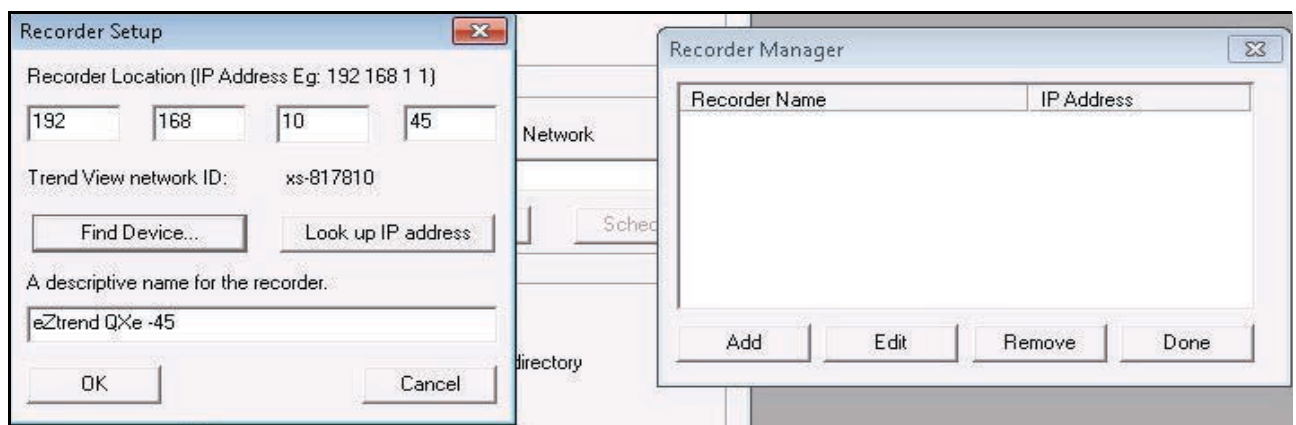 Recorder Setup
Recorder Location (IP Address Eg: 192 168 1 1)
192 168 10 45
Trend View network ID: xs-817810
Find Device... Look up IP address
A descriptive name for the recorder.
eZtrend QXe -45
OK Cancel
Network
Sched
directory
Recorder Manager
Recorder Name IP Address
Add Edit Remove Done